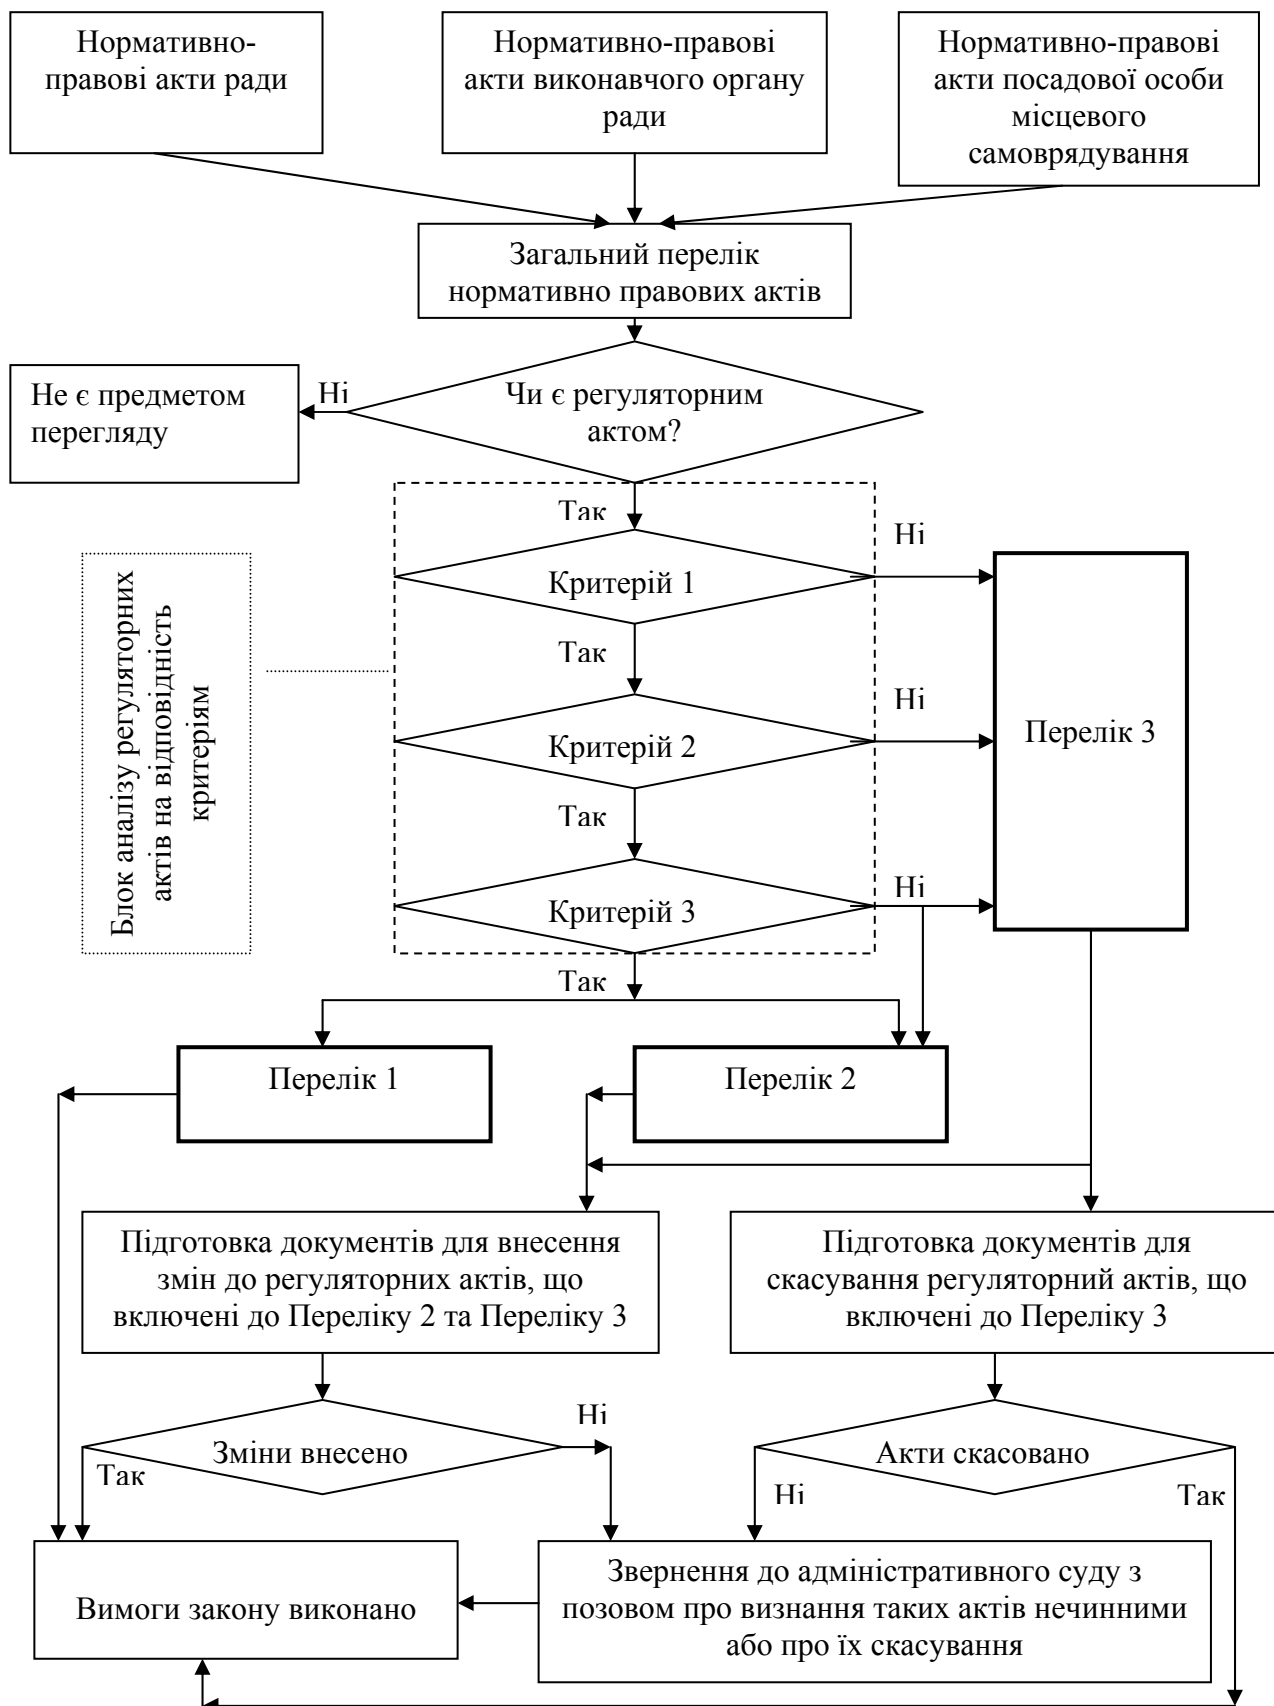 Нормативно-
правові акти ради
Нормативно-правові
акти виконавчого органу
ради
Нормативно-правові
акти посадової особи
місцевого
самоврядування
Загальний перелік
нормативно правових актів
Не є предметом
перегляду
Ні
Чи є регуляторним
актом?
Так
Ні
Критерій 1
Так
Ні
Критерій 2
Так
Ні
Критерій 3
Так
Блок аналізу регуляторних
актів на відповідність
критеріям
Перелік 3
Перелік 1
Перелік 2
Підготовка документів для внесення
змін до регуляторних актів, що
включені до Переліку 2 та Переліку 3
Підготовка документів для
скасування регуляторний актів, що
включені до Переліку 3
Зміни внесено
Ні
Так
Акти скасовано
Ні
Так
Вимоги закону виконано
Звернення до адміністративного суду з
позовом про визнання таких актів нечинними
або про їх скасування